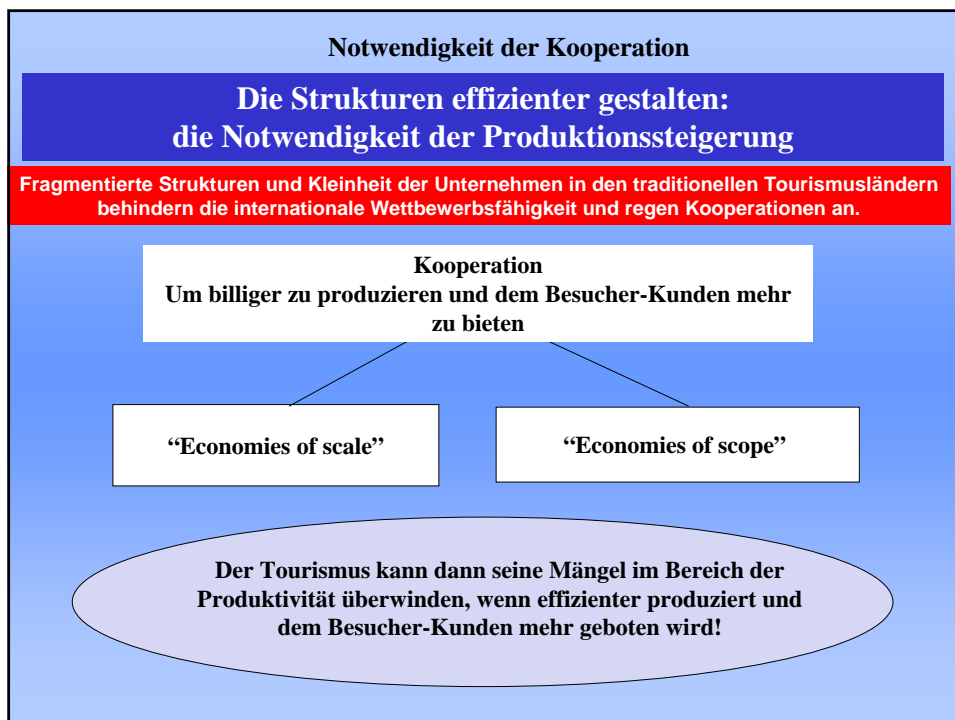 Notwendigkeit der Kooperation
Die Strukturen effizienter gestalten:
die Notwendigkeit der Produktionssteigerung
Fragmentierte Strukturen und Kleinheit der Unternehmen in den traditionellen Tourismusländern
behindern die internationale Wettbewerbsfähigkeit und regen Kooperationen an.
Kooperation
Um billiger zu produzieren und dem Besucher-Kunden mehr
zu bieten
“Economies of scale”
“Economies of scope”
Der Tourismus kann dann seine Mängel im Bereich der
Produktivität überwinden, wenn effizienter produziert und
dem Besucher-Kunden mehr geboten wird!